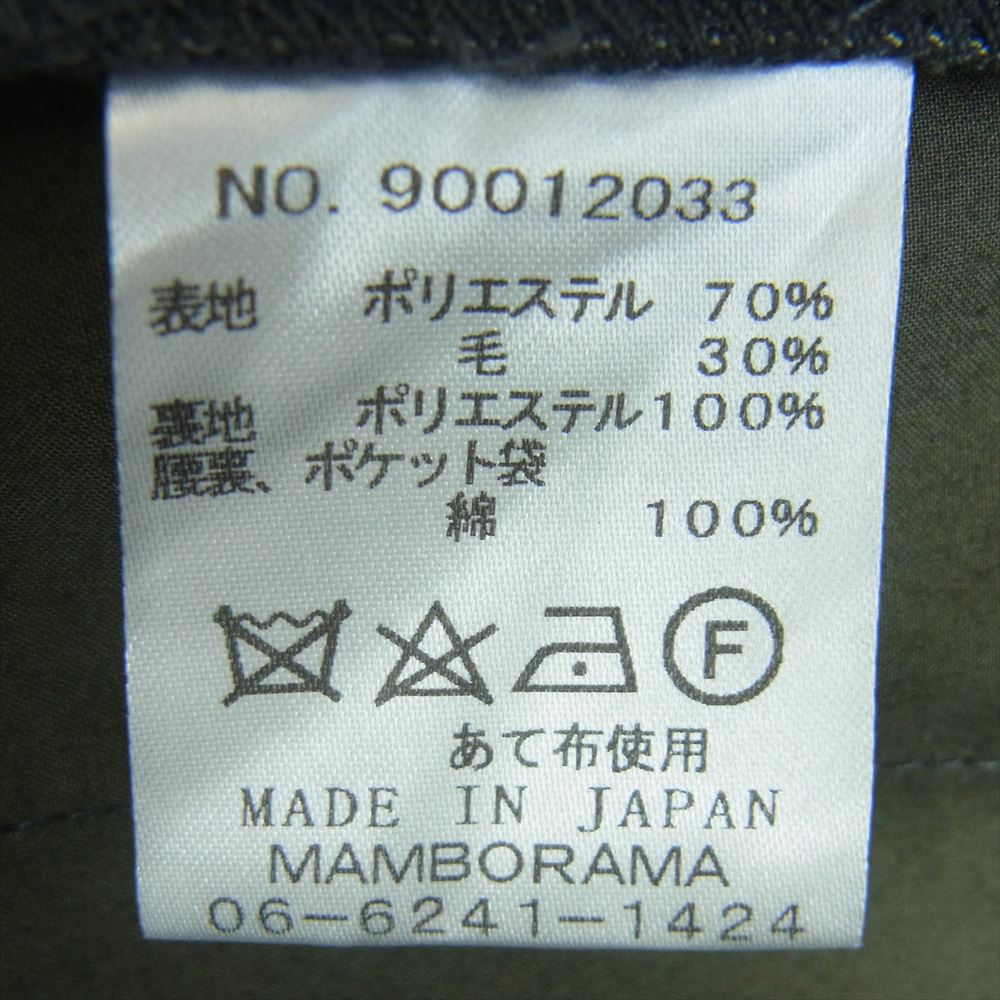 NO. 90012033
表地 ポリエステル 70%
毛 30%
裏地 ポリエステル100%
腰裏、ポケット袋
綿 100%
F
あて布使用
MADE IN JAPAN
MAMBORAMA
06-6241-1424